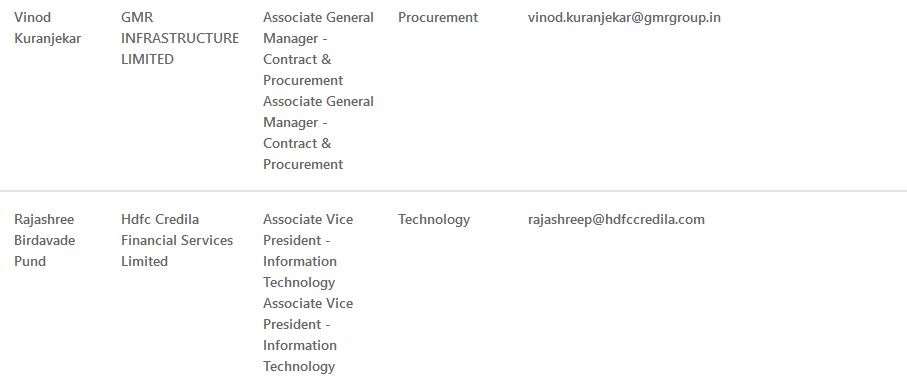 Vinod
Kuranjekar
GMR
INFRASTRUCTURE
LIMITED
Associate General
Manager -
Contract &
Procurement
Associate General
Manager -
Contract &
Procurement
Procurement
vinod.kuranjekar@gmrgroup.in
Rajashree
Birdavade
Pund
Hdfc Credila
Financial Services
Limited
Associate Vice
President -
Information
Technology
Associate Vice
President -
Information
Technology
Technology
rajashreep@hdfccredila.com